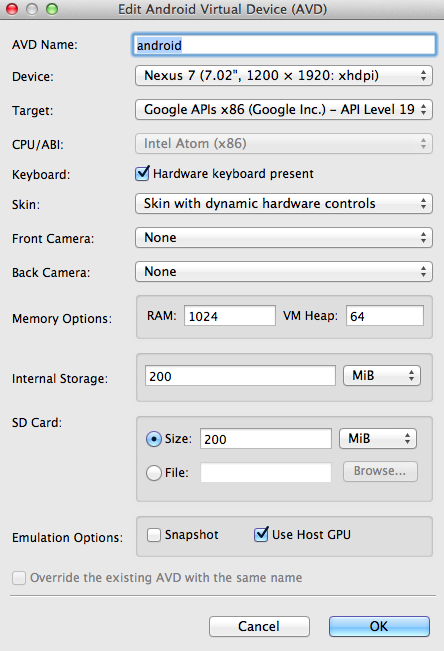 Edit Android Virtual Device (AVD)
AVD Name: android
Device: Nexus 7 (7.02", 1200 × 1920: xhdpi)
Target: Google APIs x86 (Google Inc.) – API Level 19
CPU/ABI: Intel Atom (x86)
Keyboard: Hardware keyboard present
Skin: Skin with dynamic hardware controls
Front Camera: None
Back Camera: None
Memory Options: RAM: 1024 VM Heap: 64
Internal Storage: 200 MiB
SD Card:
Size: 200 MiB
File: Browse...
Emulation Options: Snapshot Use Host GPU
Override the existing AVD with the same name
Cancel OK